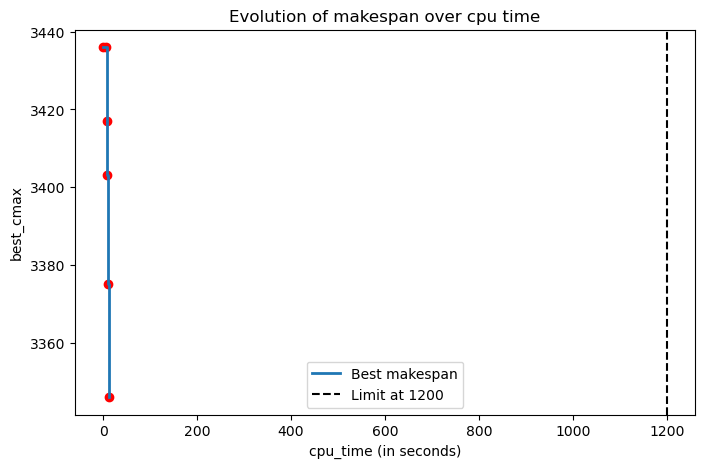 Evolution of makespan over cpu time
best_cmax
3440
3420
3400
3380
3360
0
200
400
600
800
1000
1200
cpu_time (in seconds)
Best makespan
Limit at 1200